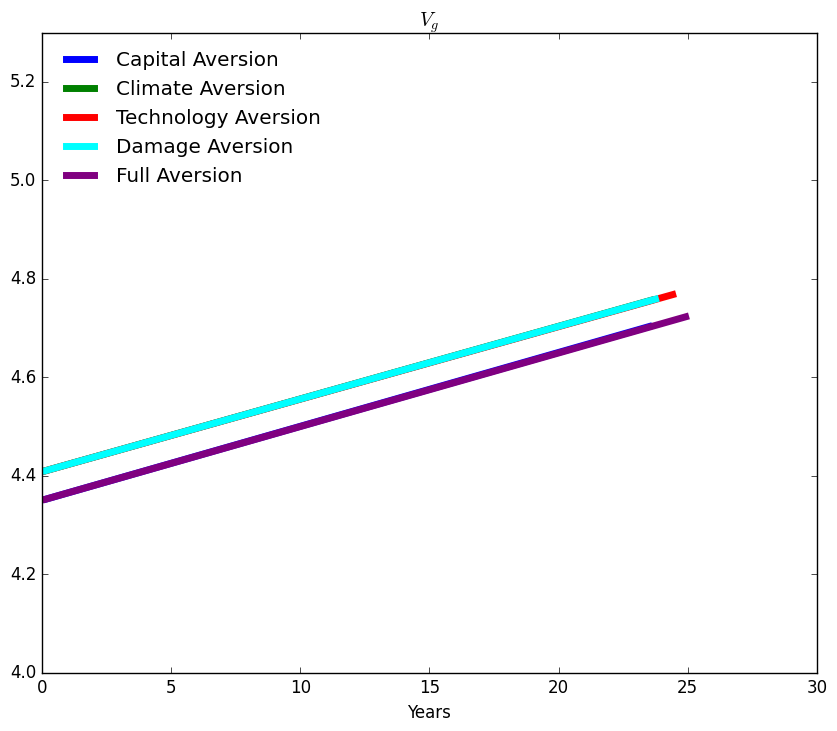 V_g
Capital Aversion
Climate Aversion
Technology Aversion
Damage Aversion
Full Aversion
5.2
5.0
4.8
4.6
4.4
4.2
4.0
0 5 10 15 20 25 30
Years